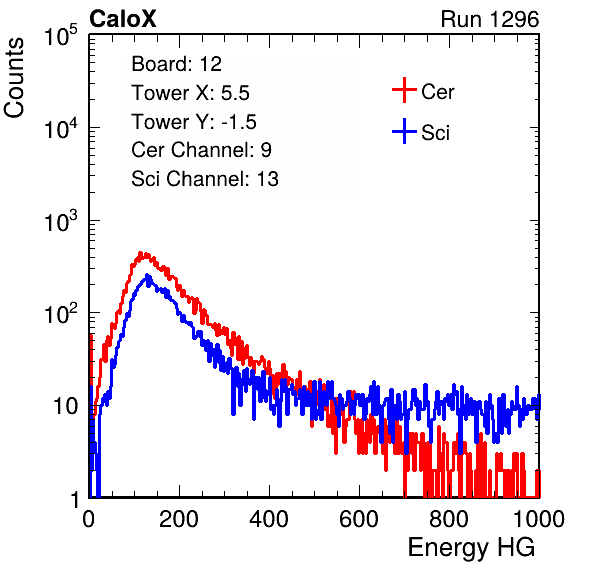 CaloX Run 1296
Counts
10^5
10^4
10^3
10^2
10
1
Board: 12
Tower X: 5.5
Tower Y: -1.5
Cer Channel: 9
Sci Channel: 13
Cer
Sci
0 200 400 600 800 1000
Energy HG